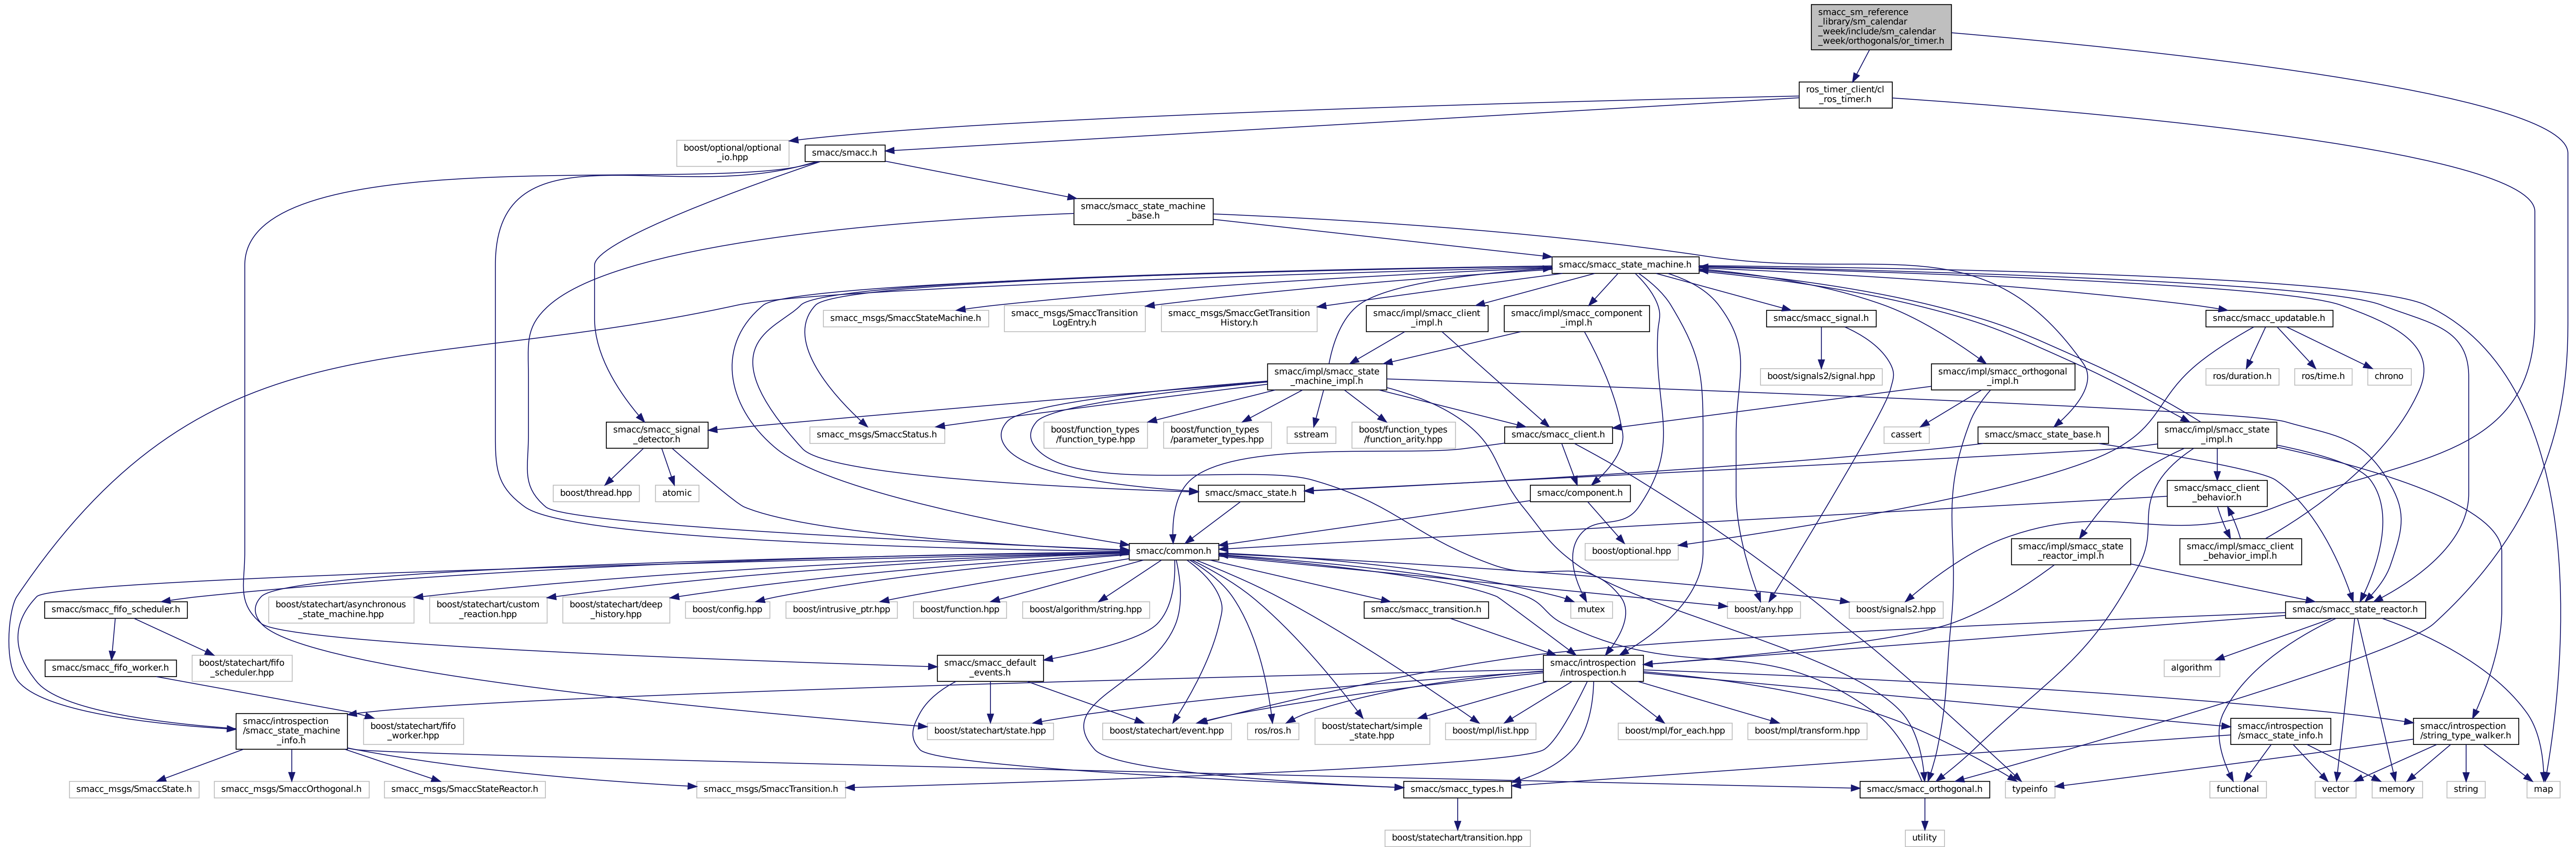 smacc_sm_reference
_library/sm_calendar
_week/include/sm_calendar
_week/orthogonals/or_timer.h
ros_timer_client/cl
_ros_timer.h
boost/optional/optional
_io.hpp
smacc/smacc.h
smacc/smacc_state_machine
_base.h
smacc/smacc_state_machine.h
smacc_msgs/SmaccStateMachine.h
smacc_msgs/SmaccTransition
LogEntry.h
smacc_msgs/SmaccGetTransition
History.h
smacc/impl/smacc_client
_impl.h
smacc/impl/smacc_component
_impl.h
smacc/smacc_signal.h
smacc/smacc_updatable.h
smacc/impl/smacc_state
_machine_impl.h
boost/signals2/signal.hpp
smacc/impl/smacc_orthogonal
_impl.h
ros/duration.h
ros/time.h
chrono
smacc/smacc_signal
_detector.h
smacc_msgs/SmaccStatus.h
boost/function_types
/function_type.hpp
boost/function_types
/parameter_types.hpp
sstream
boost/function_types
/function_arity.hpp
smacc/smacc_client.h
cassert
smacc/smacc_state_base.h
smacc/impl/smacc_state
_impl.h
boost/thread.hpp
atomic
smacc/smacc_state.h
smacc/component.h
smacc/smacc_client
_behavior.h
smacc/common.h
boost/optional.hpp
smacc/impl/smacc_state
_reactor_impl.h
smacc/impl/smacc_client
_behavior_impl.h
smacc/smacc_fifo_scheduler.h
boost/statechart/asynchronous
_state_machine.hpp
boost/statechart/custom
_reaction.hpp
boost/statechart/deep
_history.hpp
boost/config.hpp
boost/intrusive_ptr.hpp
boost/function.hpp
boost/algorithm/string.hpp
smacc/smacc_transition.h
mutex
boost/any.hpp
boost/signals2.hpp
smacc/smacc_state_reactor.h
smacc/smacc_fifo_worker.h
boost/statechart/fifo
_scheduler.hpp
smacc/smacc_default
_events.h
smacc/introspection
/introspection.h
algorithm
smacc/introspection
/smacc_state_machine
_info.h
boost/statechart/fifo
_worker.hpp
boost/statechart/state.hpp
boost/statechart/event.hpp
ros/ros.h
boost/statechart/simple
_state.hpp
boost/mpl/list.hpp
boost/mpl/for_each.hpp
boost/mpl/transform.hpp
smacc/introspection
/smacc_state_info.h
smacc/introspection
/string_type_walker.h
smacc_msgs/SmaccState.h
smacc_msgs/SmaccOrthogonal.h
smacc_msgs/SmaccStateReactor.h
smacc_msgs/SmaccTransition.h
smacc/smacc_types.h
smacc/smacc_orthogonal.h
typeinfo
functional
vector
memory
string
map
boost/statechart/transition.hpp
utility